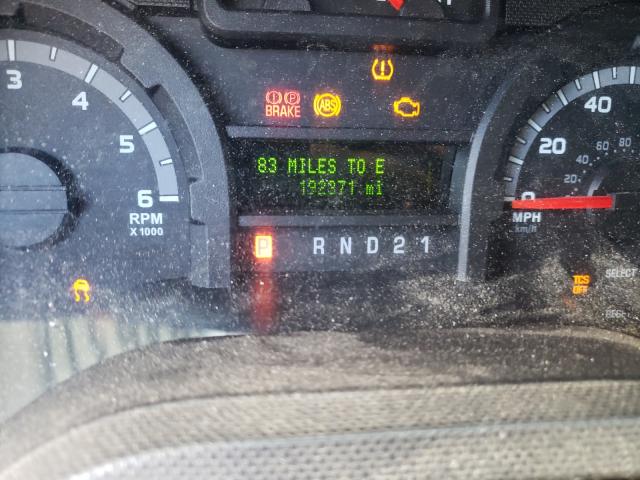 3
4
5
6
RPM
X 1000
BRAKE
ABS
83 MILES TO E
192371 mi
P R N D 2 1
40
20
0
80
60
40
20
MPH
km/h
TCS
OFF
SELECT